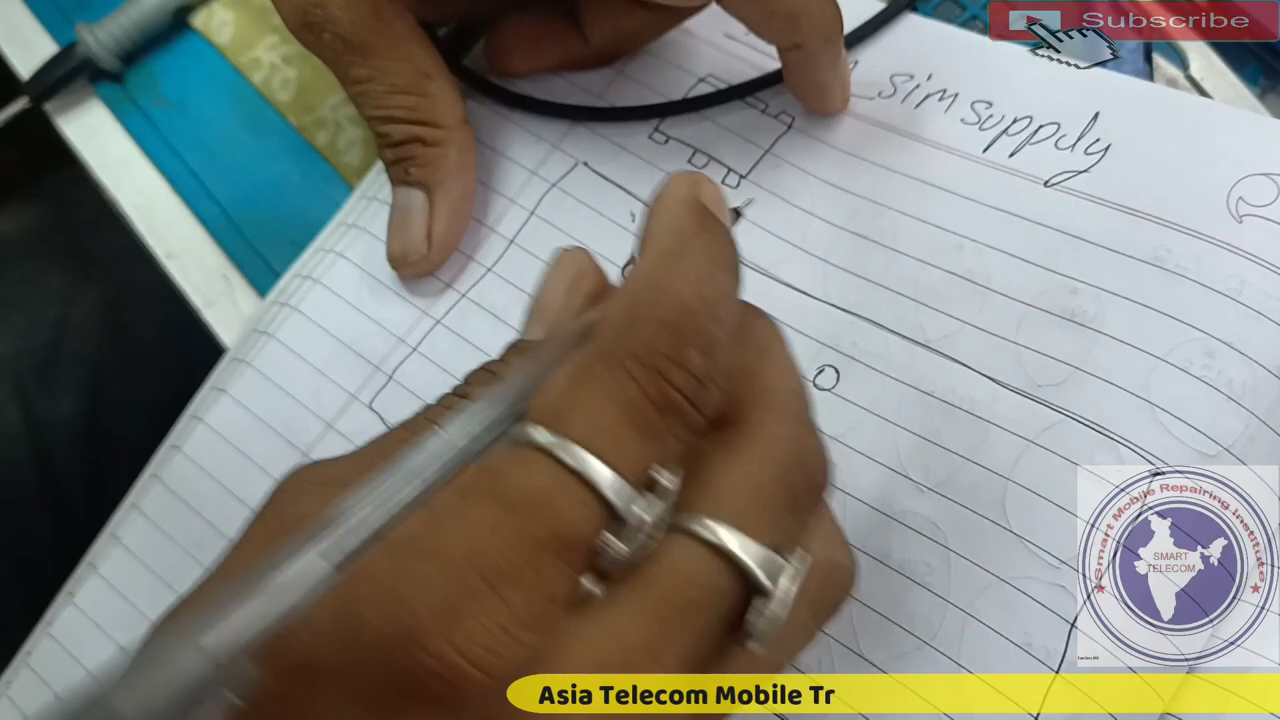 Subscribe
sim supply
Smart Mobile Repairing Institute
SMART
TELECOM
Asia Telecom Mobile Tr